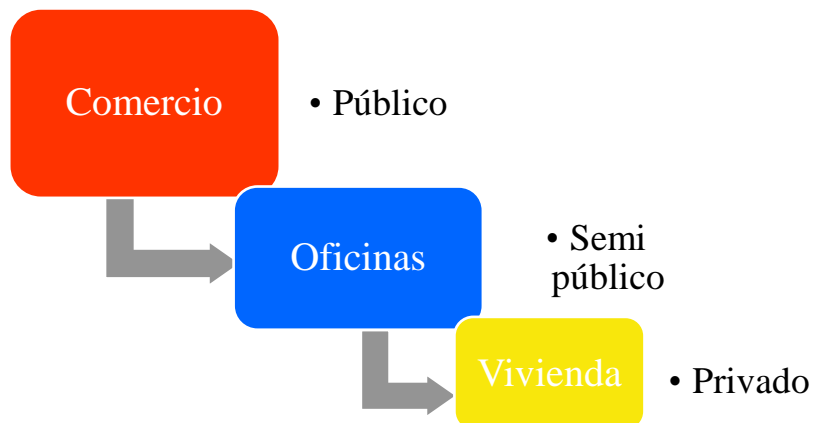 Comercio
• Público
Oficinas
• Semi
público
Vivienda
• Privado